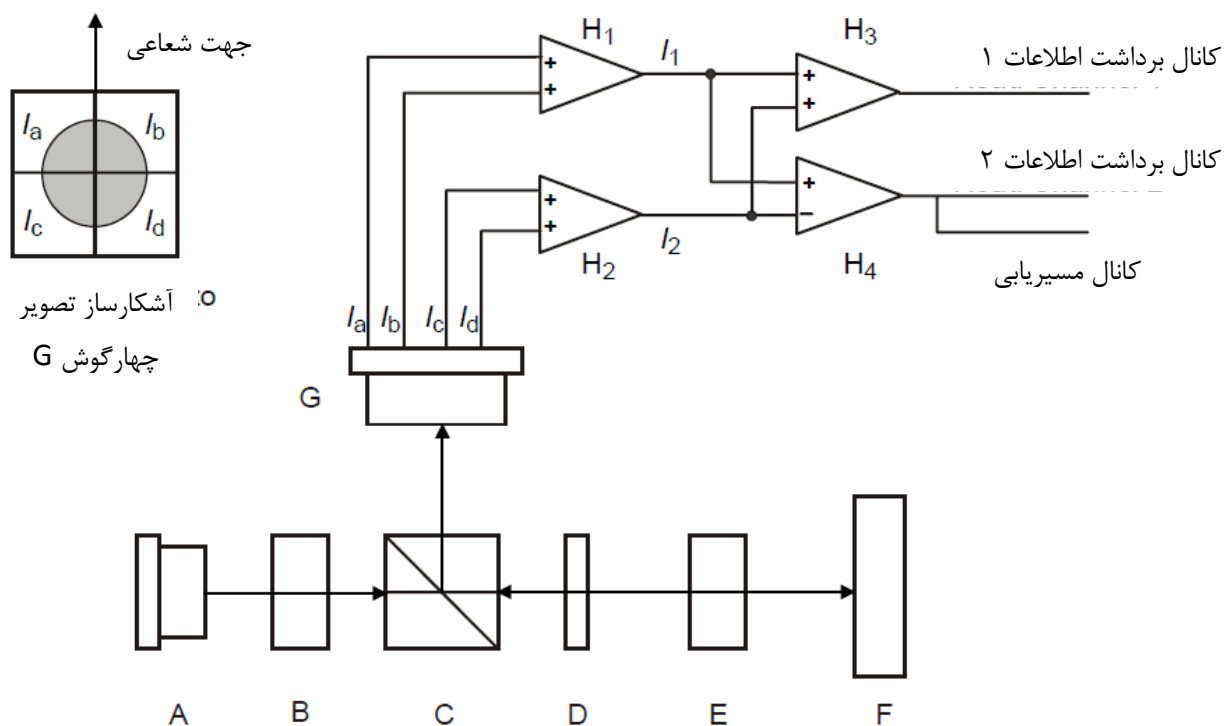 جهت شعاعی
Ia
Ib
Ic
Id
آشکارساز تصویر
چهارگوش G
H1
I1
H3
کانال برداشت اطلاعات ۱
+
+
+
+
کانال برداشت اطلاعات ۲
+
+
+
−
H2
I2
H4
کانال مسیریابی
Ia
Ib
Ic
Id
G
A
B
C
D
E
F